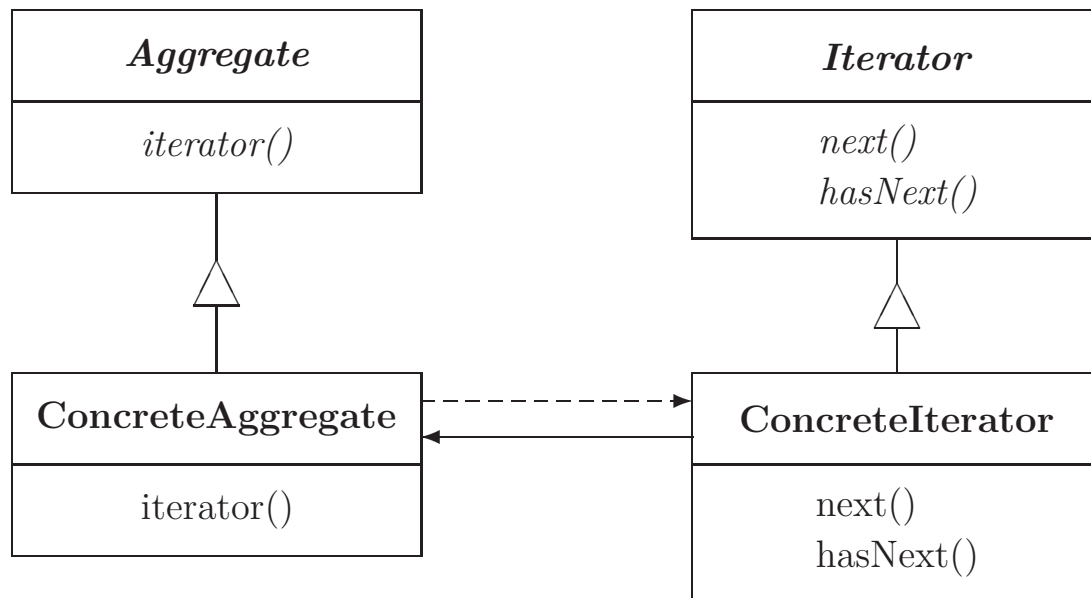 Aggregate
iterator()
Iterator
next()
hasNext()
ConcreteAggregate
iterator()
ConcreteIterator
next()
hasNext()